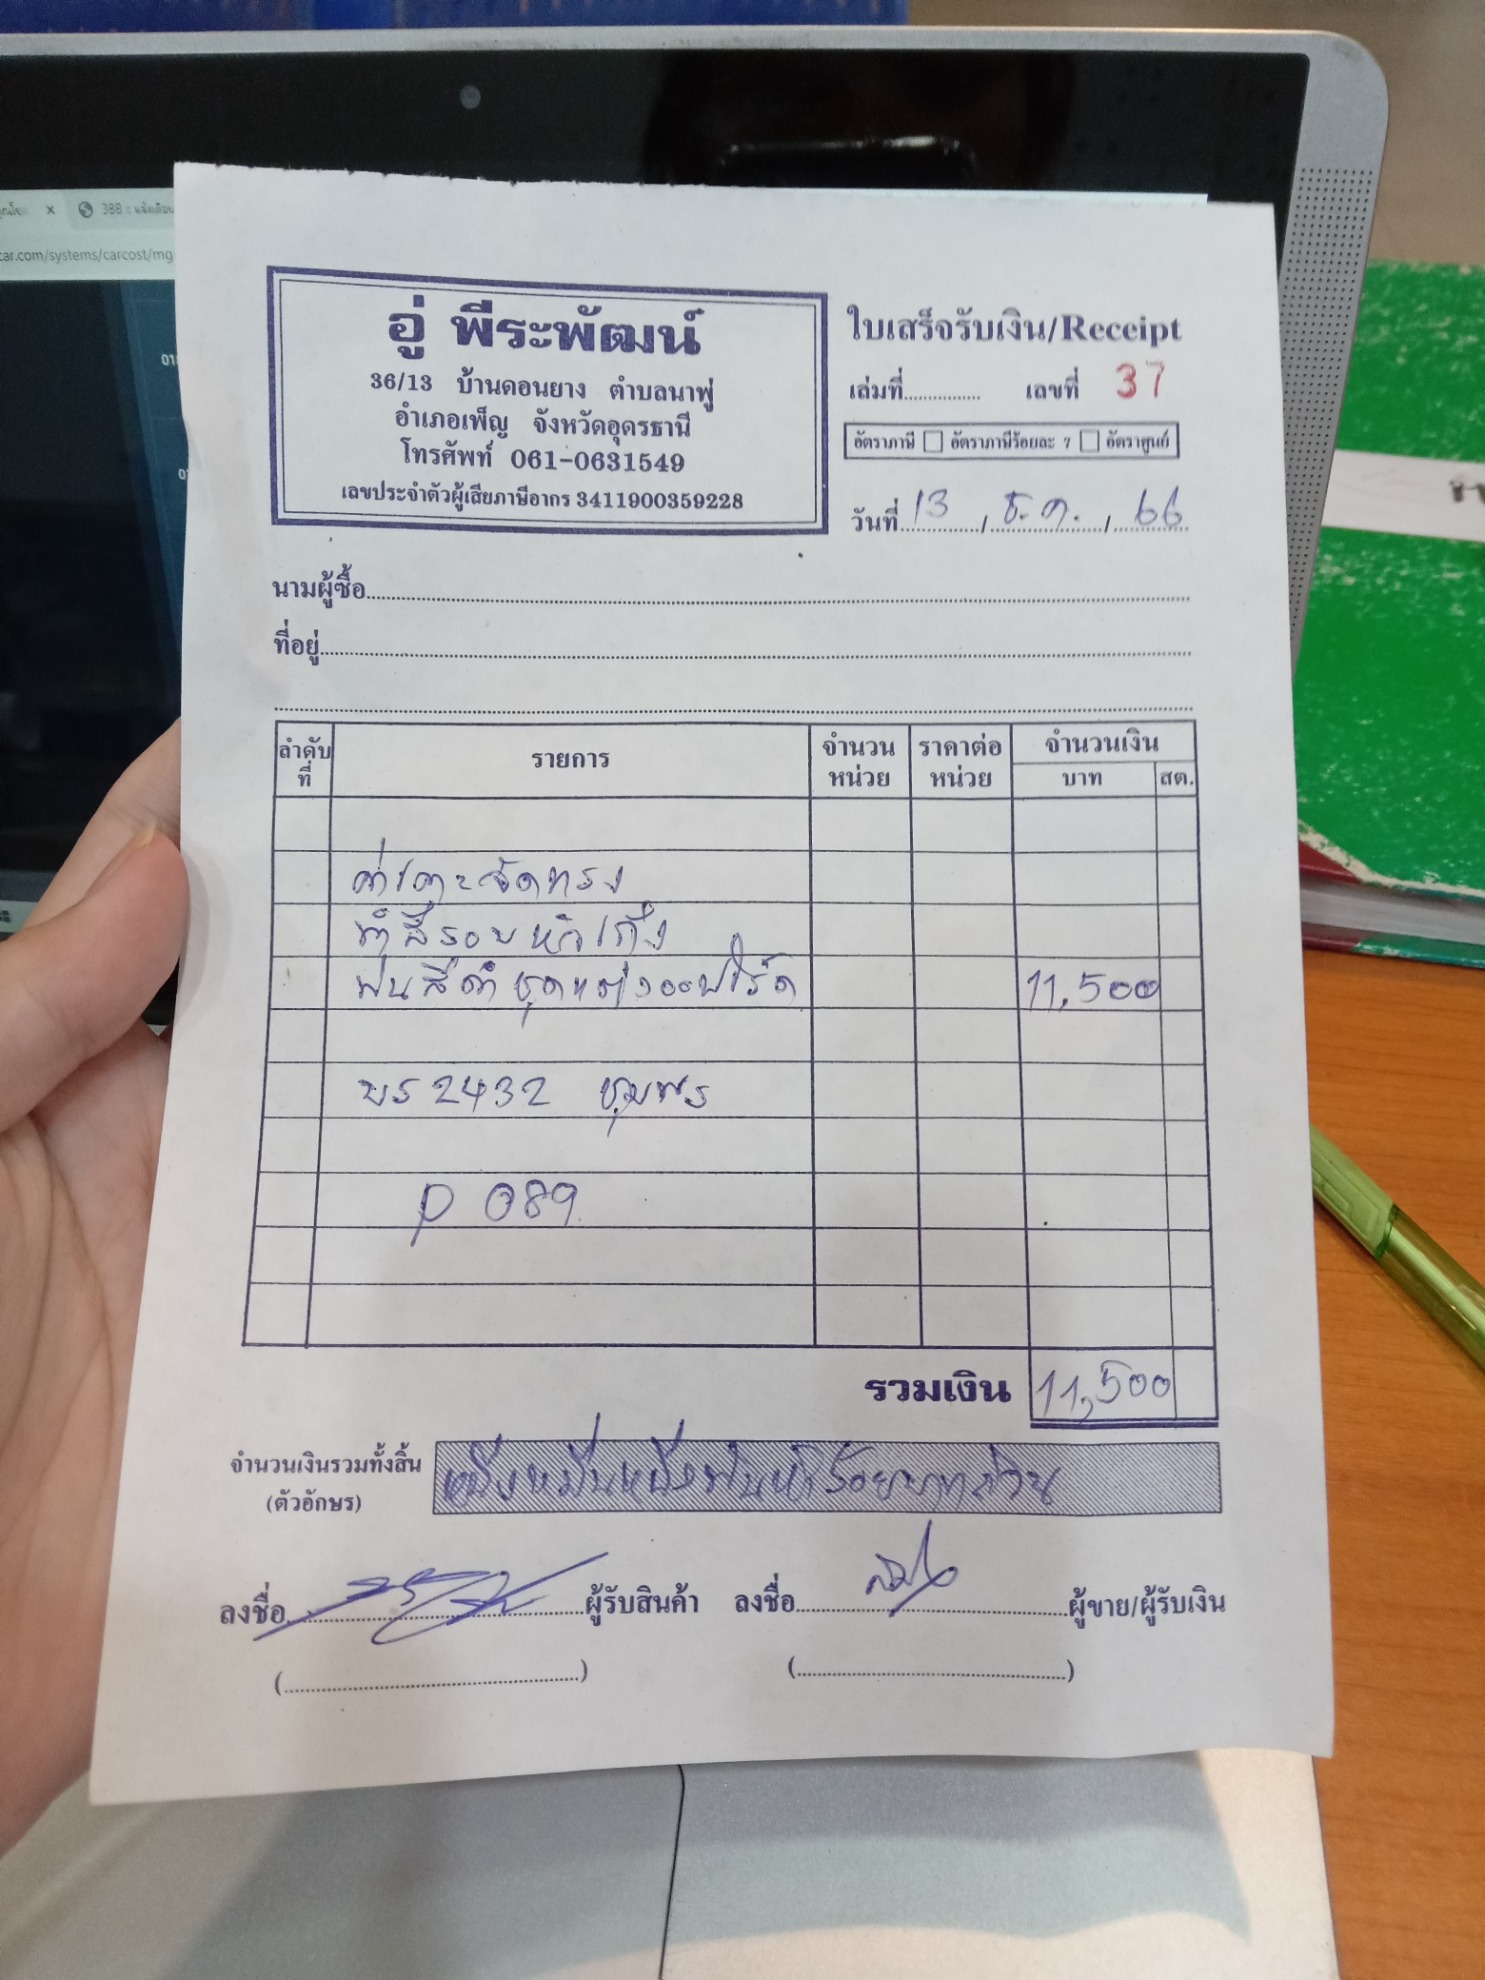 388 ::
car.com/systems/carcost/mg
อู่ พีระพัฒน์
36/13 บ้านดอนยาง ตำบลนาพู่
อำเภอเพ็ญ จังหวัดอุดรธานี
โทรศัพท์ 061-0631549
เลขประจำตัวผู้เสียภาษีอากร 3411900359228
ใบเสร็จรับเงิน/Receipt
เล่มที่ เลขที่ 37
อัตราภาษี อัตราภาษีร้อยละ 7 อัตราศูนย์
วันที่ 13 / ธ.ค. / 66
นามผู้ซื้อ
ที่อยู่
ลำดับที่ รายการ จำนวนหน่วย ราคาต่อหน่วย จำนวนเงิน
บาท สต.
ค่าเคาะจัดทรง
ทำสีรอบหัวเก๋ง
พ่นสีดำชุดแต่งออฟโร้ด 11,500
บร 2432 ชุมพร
P 089
รวมเงิน 11,500
จำนวนเงินรวมทั้งสิ้น หนึ่งหมื่นหนึ่งพันห้าร้อยบาทถ้วน
(ตัวอักษร)
ลงชื่อ ผู้รับสินค้า ลงชื่อ ผู้ขาย/ผู้รับเงิน